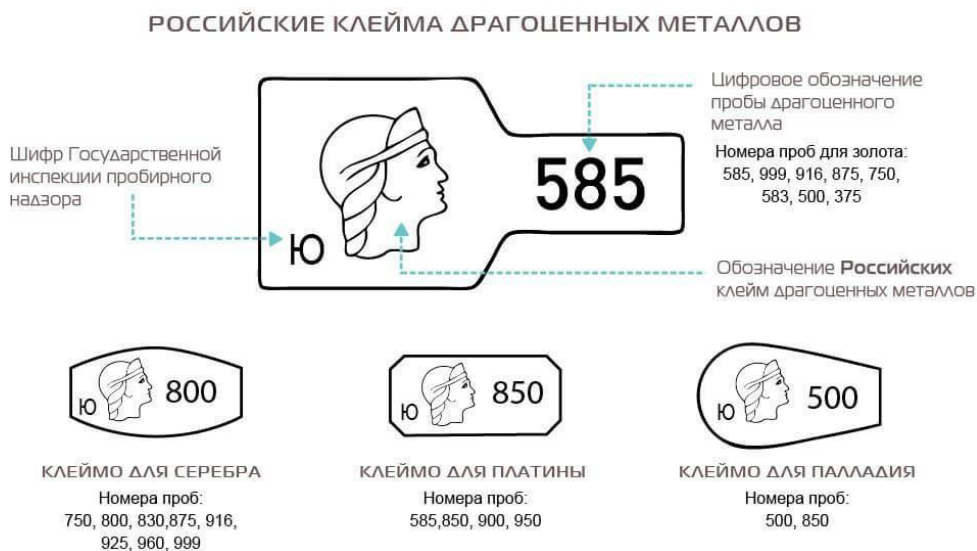 РОССИЙСКИЕ КЛЕЙМА ДРАГОЦЕННЫХ МЕТАЛЛОВ
Шифр Государственной
инспекции пробирного
надзора
Ю
585
Цифровое обозначение
пробы драгоценного
металла
Номера проб для золота:
585, 999, 916, 875, 750,
583, 500, 375
Обозначение Российских
клейм драгоценных металлов
Ю 800
КЛЕЙМО ДЛЯ СЕРЕБРА
Номера проб:
750, 800, 830,875, 916,
925, 960, 999
Ю 850
КЛЕЙМО ДЛЯ ПЛАТИНЫ
Номера проб:
585,850, 900, 950
Ю 500
КЛЕЙМО ДЛЯ ПАЛЛАДИЯ
Номера проб:
500, 850